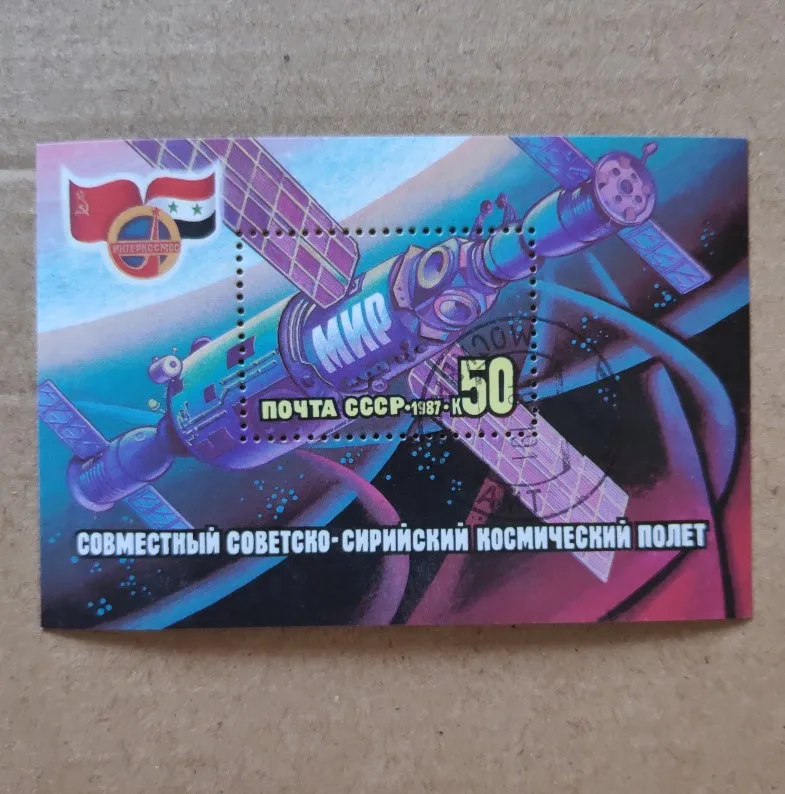 ИНТЕРКОСМОС
МИР
ПОЧТА СССР·1987·К50
СОВМЕСТНЫЙ СОВЕТСКО-СИРИЙСКИЙ КОСМИЧЕСКИЙ ПОЛЕТ